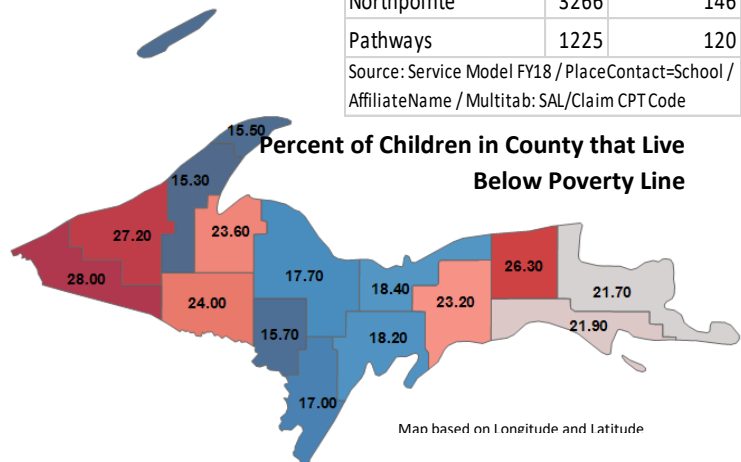 Northpointe 3266 146
Pathways 1225 120
Source: Service Model FY18 / PlaceContact=School /
AffiliateName / Multitab: SAL/Claim CPT Code
Percent of Children in County that Live
Below Poverty Line
15.50
15.30
27.20
23.60
28.00
24.00
17.70
18.40
26.30
23.20
21.70
15.70
18.20
21.90
17.00
Map based on Longitude and Latitude